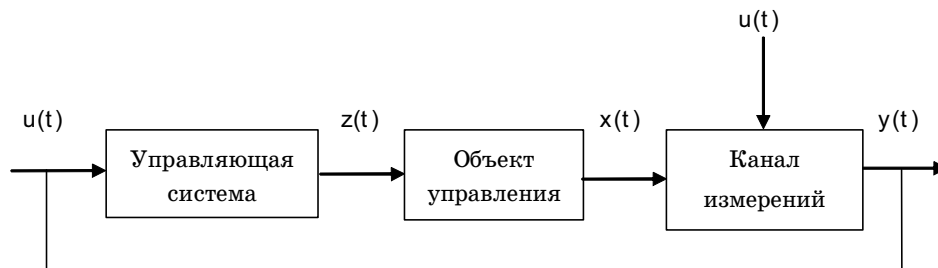 u(t)
u(t)
z(t)
x(t)
y(t)
Управляющая
система
Объект
управления
Канал
измерений